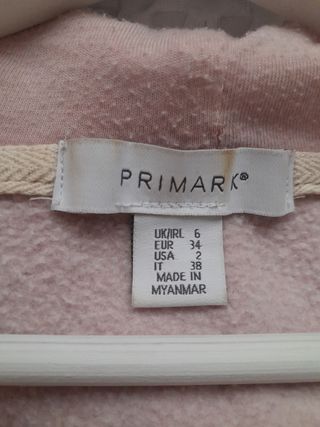 PRIMARK®
UK/IRL 6
EUR 34
USA 2
IT 38
MADE IN
MYANMAR